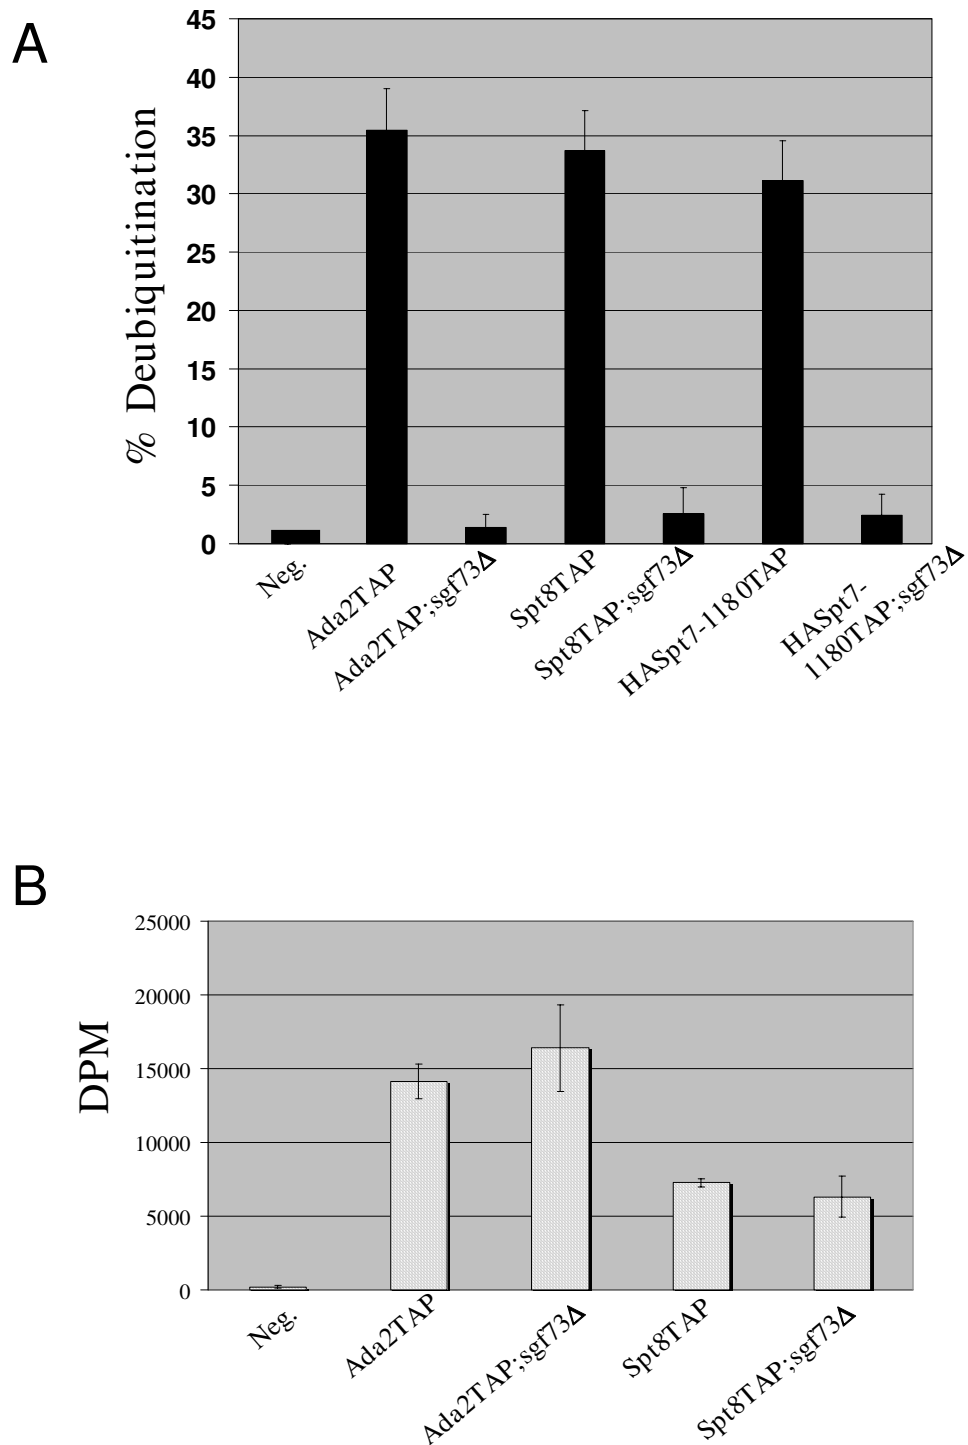 A
% Deubiquitination
45
40
35
30
25
20
15
10
5
0
Neg.
Ada2TAP
Ada2TAP;sgf73Δ
Spt8TAP
Spt8TAP;sgf73Δ
HASpt7-1180TAP
HASpt7-
1180TAP;sgf73Δ
B
DPM
25000
20000
15000
10000
5000
0
Neg.
Ada2TAP
Ada2TAP;sgf73Δ
Spt8TAP
Spt8TAP;sgf73Δ